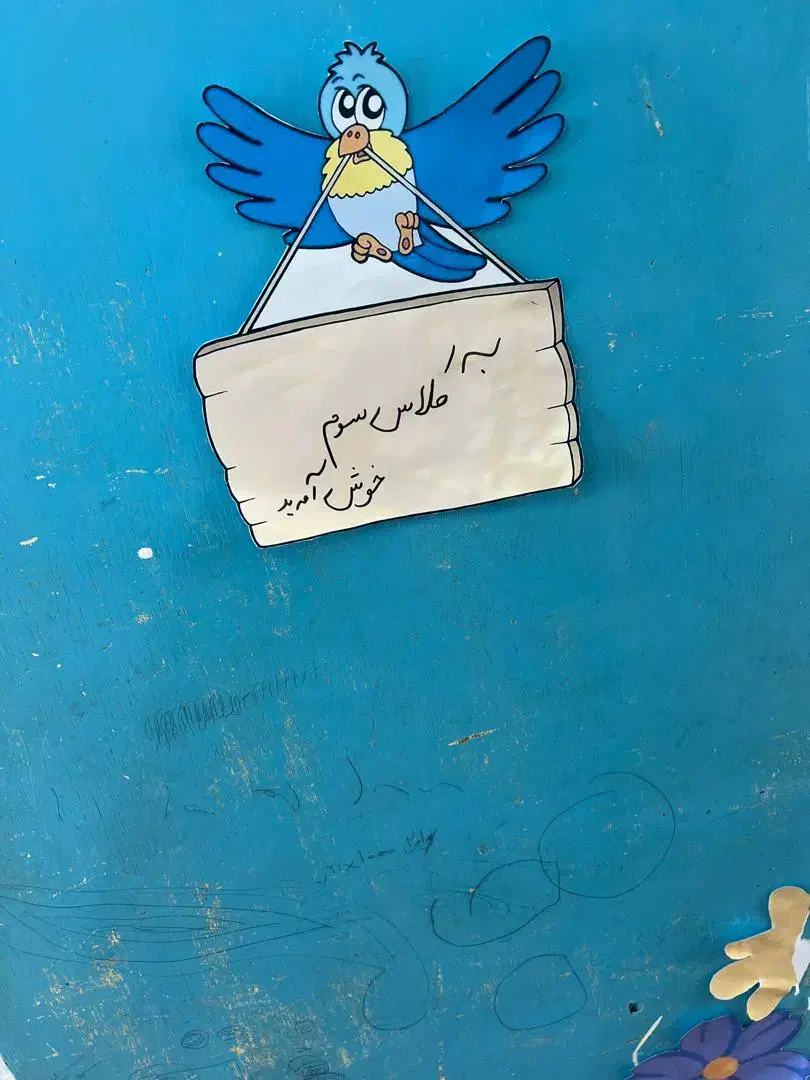 به
کلاس سوم
خوش آمدید